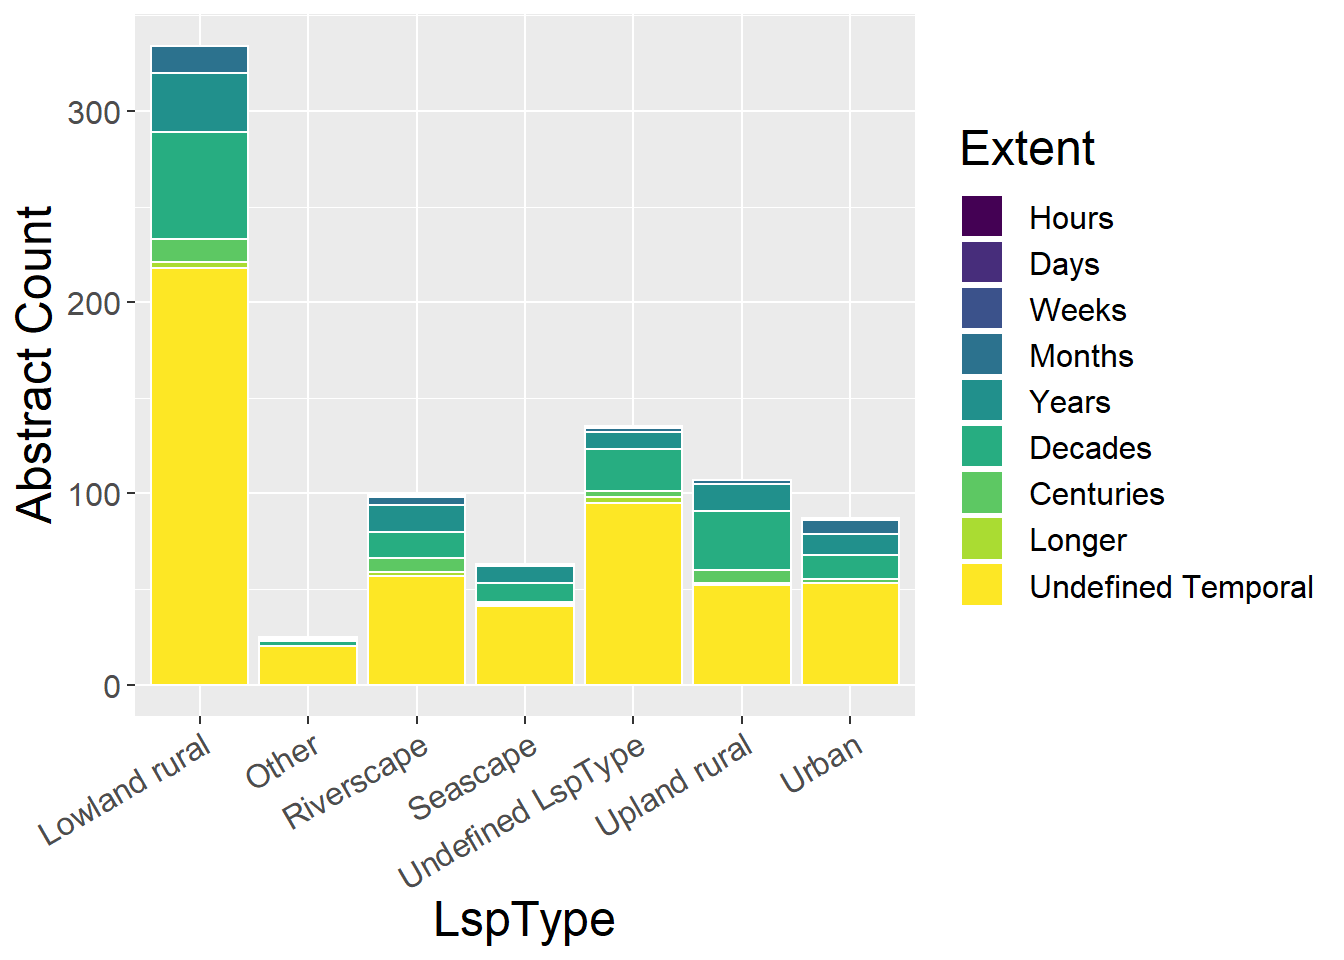 Abstract Count
300
200
100
0
Lowland rural
Other
Riverscape
Seascape
Undefined LspType
Upland rural
Urban
LspType
Extent
Hours
Days
Weeks
Months
Years
Decades
Centuries
Longer
Undefined Temporal